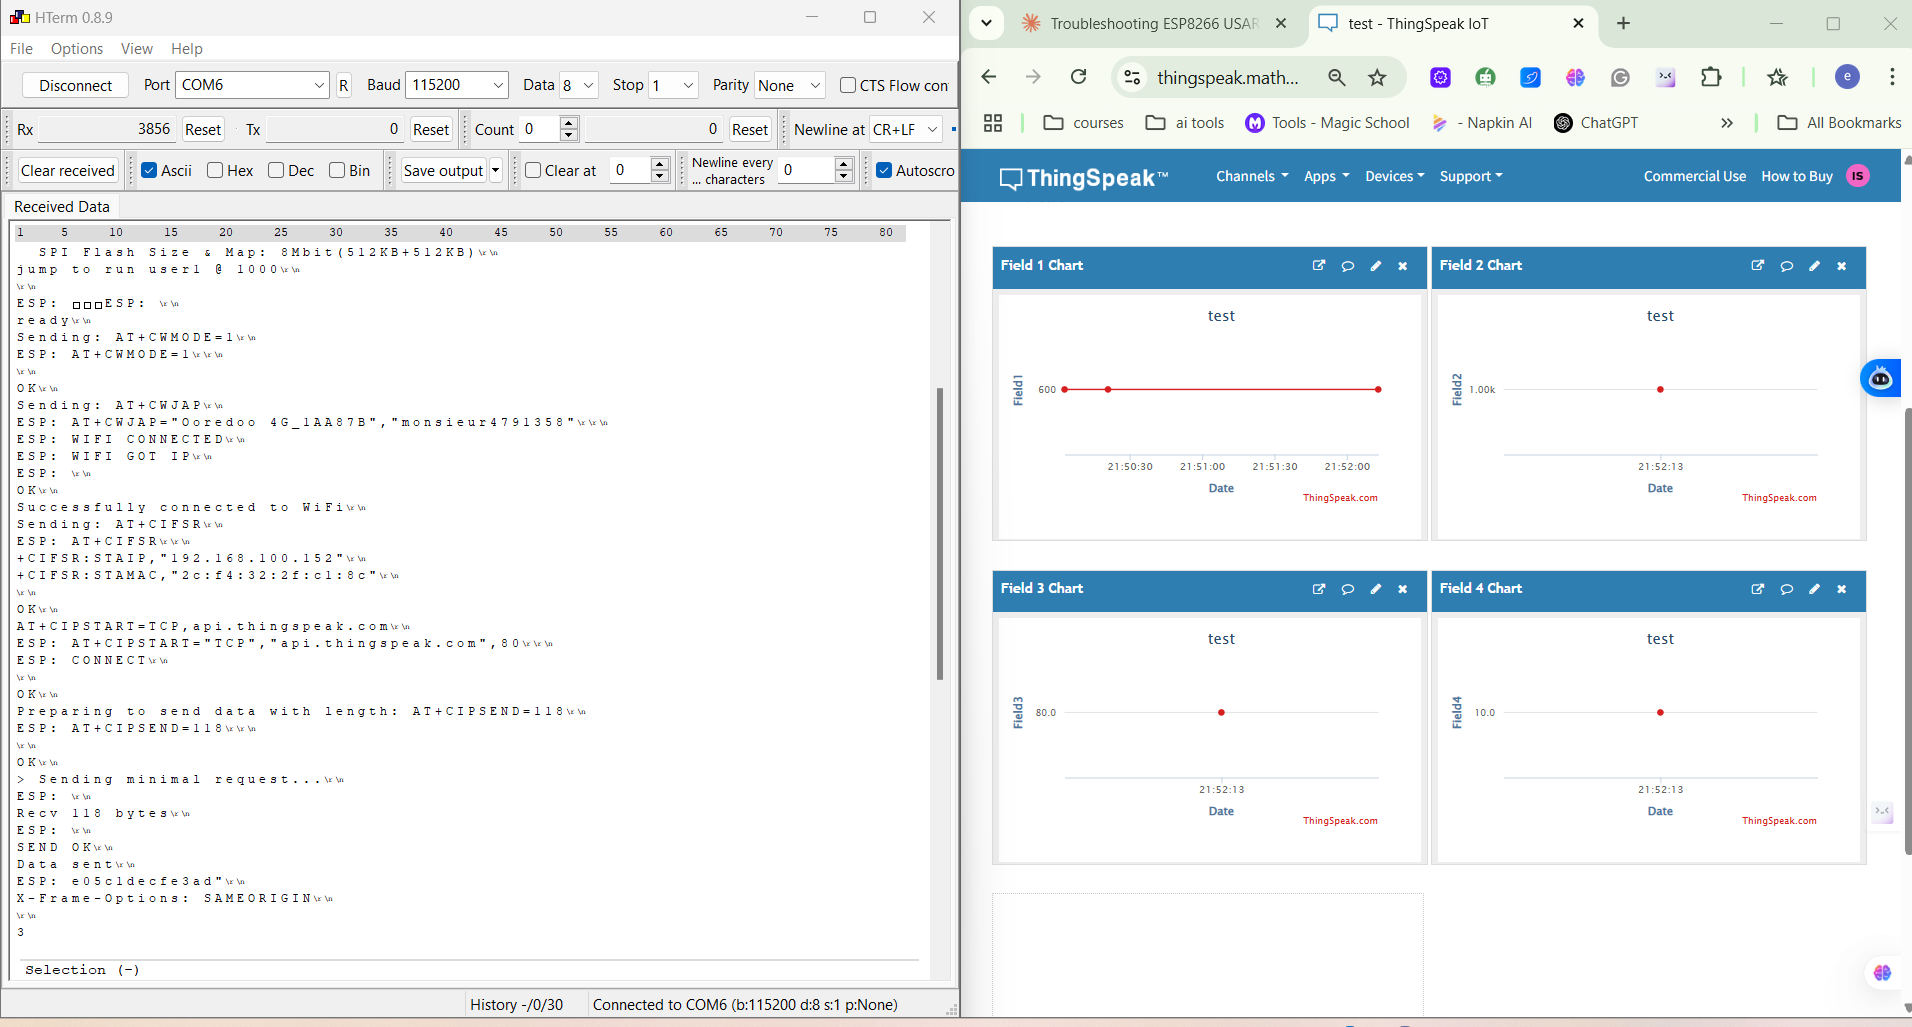 HTerm 0.8.9
File Options View Help
Disconnect Port COM6 R Baud 115200 Data 8 Stop 1 Parity None CTS Flow con
Rx 3856 Reset Tx 0 Reset Count 0 0 Reset Newline at CR+LF
Clear received Ascii Hex Dec Bin Save output Clear at 0 Newline every ... characters 0 Autoscro
Received Data
1 5 10 15 20 25 30 35 40 45 50 55 60 65 70 75 80
SPI Flash Size & Map: 8Mbit(512KB+512KB)\r\n
jump to run user1 @ 1000\r\n
\r\n
ESP: □□□ESP: \r\n
ready\r\n
Sending: AT+CWMODE=1\r\n
ESP: AT+CWMODE=1\r\r\n
\r\n
OK\r\n
Sending: AT+CWJAP\r\n
ESP: AT+CWJAP="Ooredoo 4G_1AA87B","monsieur4791358"\r\r\n
ESP: WIFI CONNECTED\r\n
ESP: WIFI GOT IP\r\n
ESP: \r\n
OK\r\n
Successfully connected to WiFi\r\n
Sending: AT+CIFSR\r\n
ESP: AT+CIFSR\r\r\n
+CIFSR:STAIP,"192.168.100.152"\r\n
+CIFSR:STAMAC,"2c:f4:32:2f:c1:8c"\r\n
\r\n
OK\r\n
AT+CIPSTART=TCP,api.thingspeak.com\r\n
ESP: AT+CIPSTART="TCP","api.thingspeak.com",80\r\r\n
ESP: CONNECT\r\n
\r\n
OK\r\n
Preparing to send data with length: AT+CIPSEND=118\r\n
ESP: AT+CIPSEND=118\r\r\n
\r\n
OK\r\n
> Sending minimal request...\r\n
ESP: \r\n
Recv 118 bytes\r\n
ESP: \r\n
SEND OK\r\n
Data sent\r\n
ESP: e05c1decfe3ad"\r\n
X-Frame-Options: SAMEORIGIN\r\n
\r\n
3
Selection (-)
History -/0/30 Connected to COM6 (b:115200 d:8 s:1 p:None)
Troubleshooting ESP8266 USAR
test - ThingSpeak IoT
thingspeak.math...
e
courses ai tools Tools - Magic School - Napkin AI ChatGPT » All Bookmarks
ThingSpeak™ Channels Apps Devices Support Commercial Use How to Buy IS
Field 1 Chart
test
Field1
600
21:50:30 21:51:00 21:51:30 21:52:00
Date
ThingSpeak.com
Field 2 Chart
test
Field2
1.00k
21:52:13
Date
ThingSpeak.com
Field 3 Chart
test
Field3
80.0
21:52:13
Date
ThingSpeak.com
Field 4 Chart
test
Field4
10.0
21:52:13
Date
ThingSpeak.com